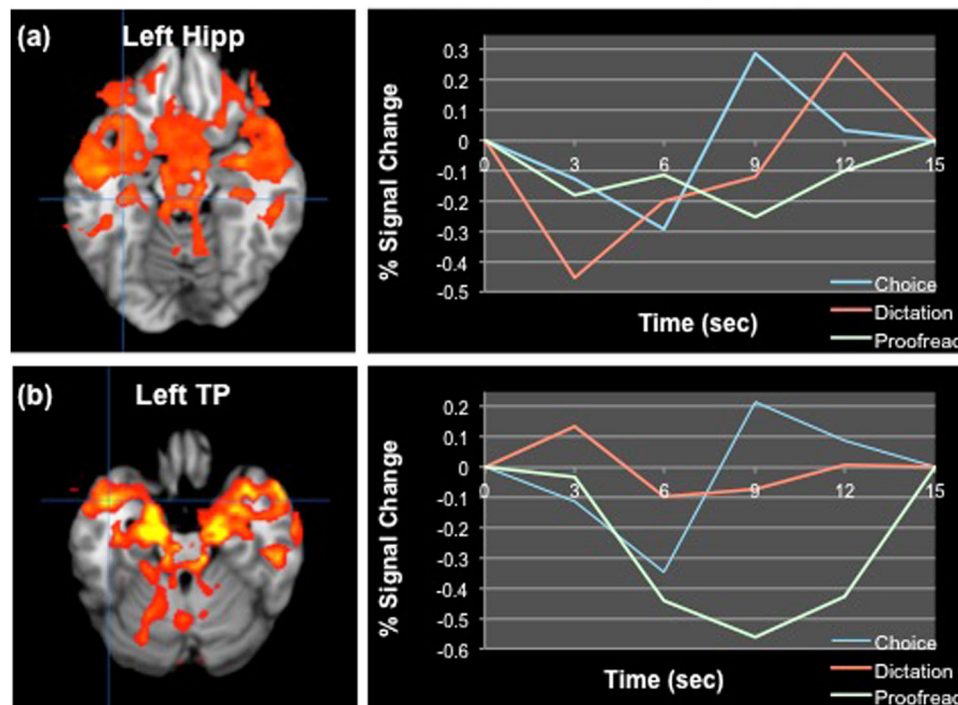 (a) Left Hipp
% Signal Change
0.3
0.2
0.1
0
-0.1
-0.2
-0.3
-0.4
-0.5
0 3 6 9 12 15
Time (sec)
Choice
Dictation
Proofread
(b) Left TP
% Signal Change
0.2
0.1
0
-0.1
-0.2
-0.3
-0.4
-0.5
-0.6
0 3 6 9 12 15
Time (sec)
Choice
Dictation
Proofread